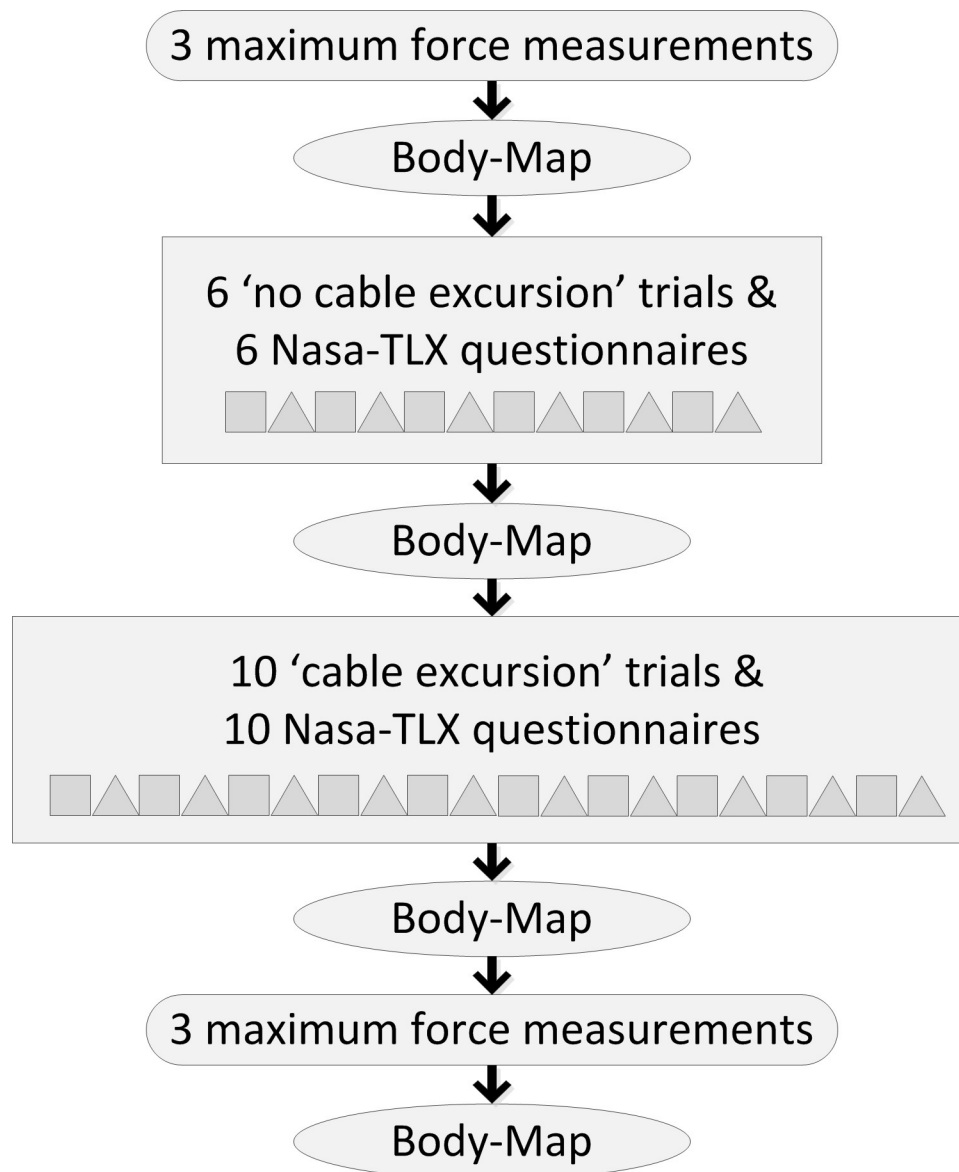 3 maximum force measurements
Body-Map
6 ‘no cable excursion’ trials &
6 Nasa-TLX questionnaires
Body-Map
10 ‘cable excursion’ trials &
10 Nasa-TLX questionnaires
Body-Map
3 maximum force measurements
Body-Map